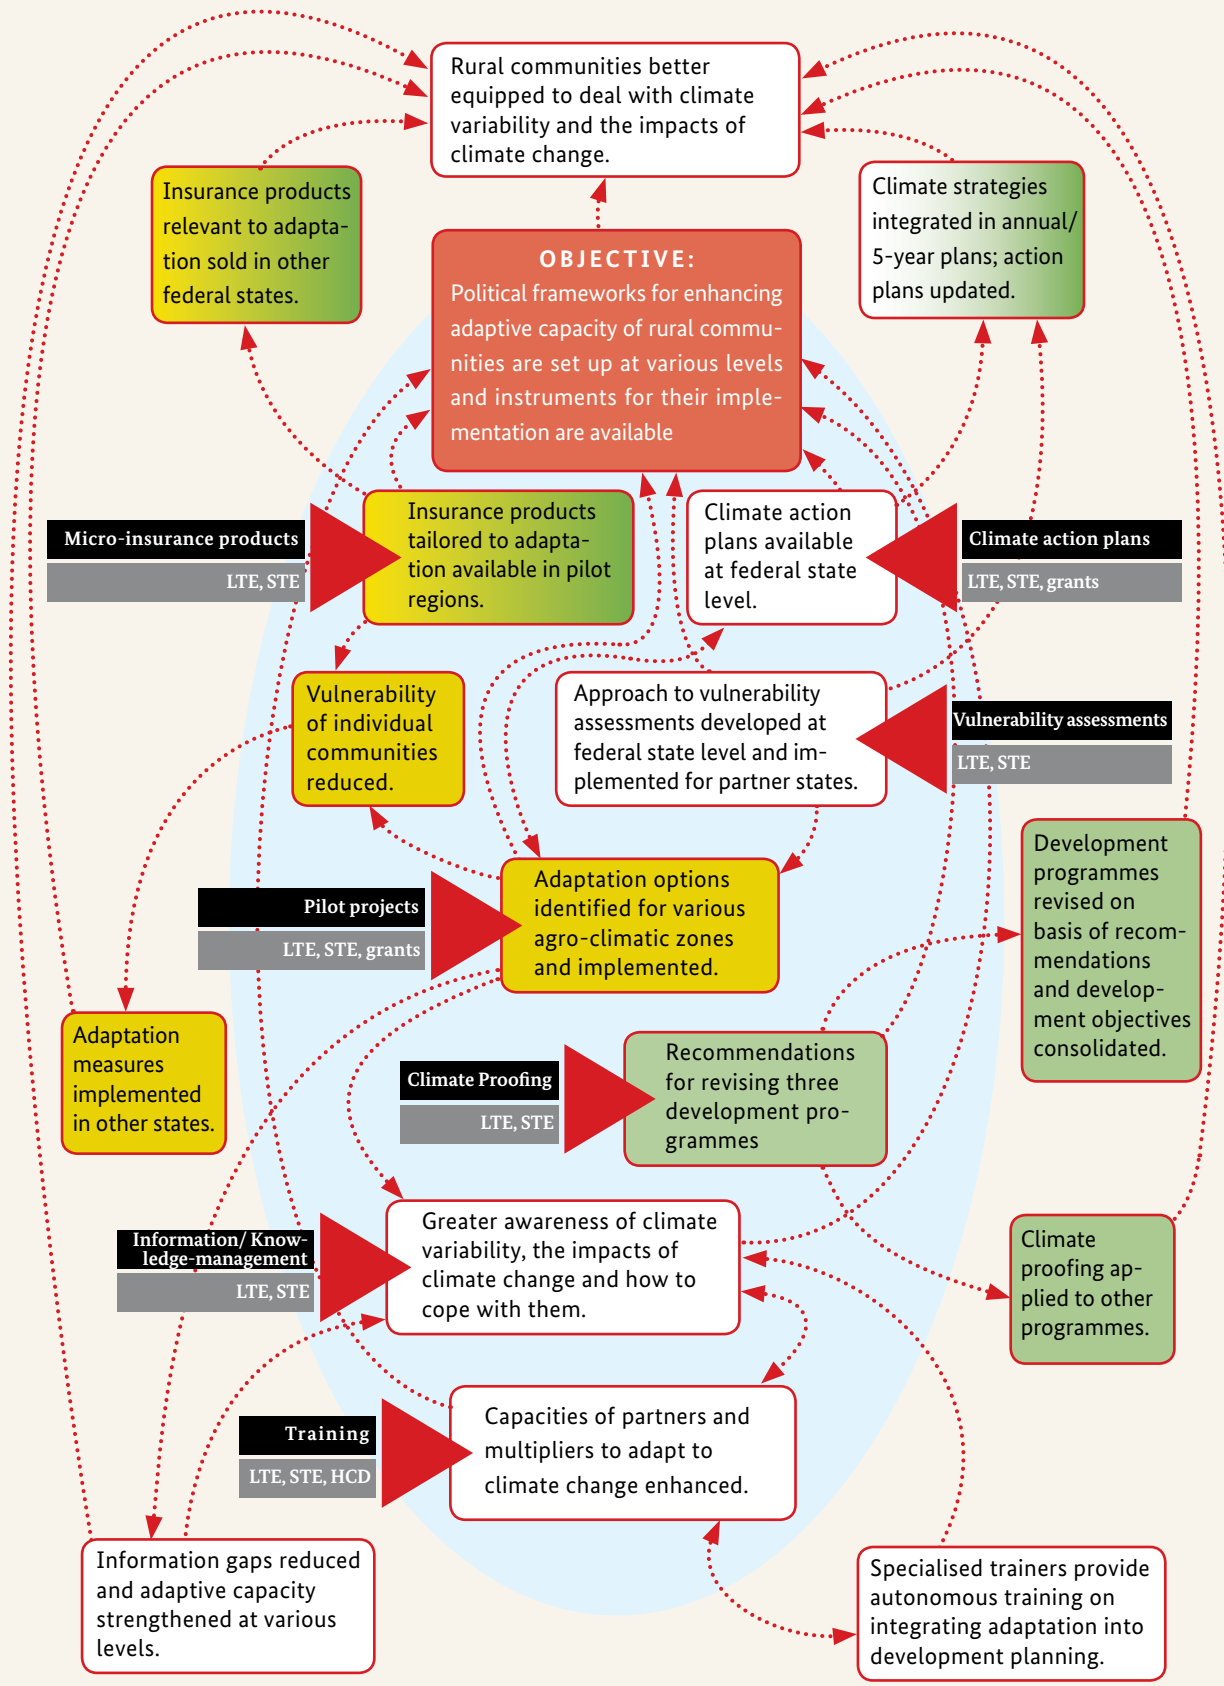 Rural communities better
equipped to deal with climate
variability and the impacts of
climate change.
Insurance products
relevant to adapta-
tion sold in other
federal states.
Climate strategies
integrated in annual/
5-year plans; action
plans updated.
OBJECTIVE:
Political frameworks for enhancing
adaptive capacity of rural commu-
nities are set up at various levels
and instruments for their imple-
mentation are available
Micro-insurance products
LTE, STE
Insurance products
tailored to adapta-
tion available in pilot
regions.
Climate action
plans available
at federal state
level.
Climate action plans
LTE, STE, grants
Vulnerability
of individual
communities
reduced.
Approach to vulnerability
assessments developed at
federal state level and im-
plemented for partner states.
Vulnerability assessments
LTE, STE
Pilot projects
LTE, STE, grants
Adaptation options
identified for various
agro-climatic zones
and implemented.
Development
programmes
revised on
basis of recom-
mendations
and develop-
ment objectives
consolidated.
Adaptation
measures
implemented
in other states.
Climate Proofing
LTE, STE
Recommendations
for revising three
development pro-
grammes
Information/ Know-
ledge-management
LTE, STE
Greater awareness of climate
variability, the impacts of
climate change and how to
cope with them.
Climate
proofing ap-
plied to other
programmes.
Training
LTE, STE, HCD
Capacities of partners and
multipliers to adapt to
climate change enhanced.
Information gaps reduced
and adaptive capacity
strengthened at various
levels.
Specialised trainers provide
autonomous training on
integrating adaptation into
development planning.